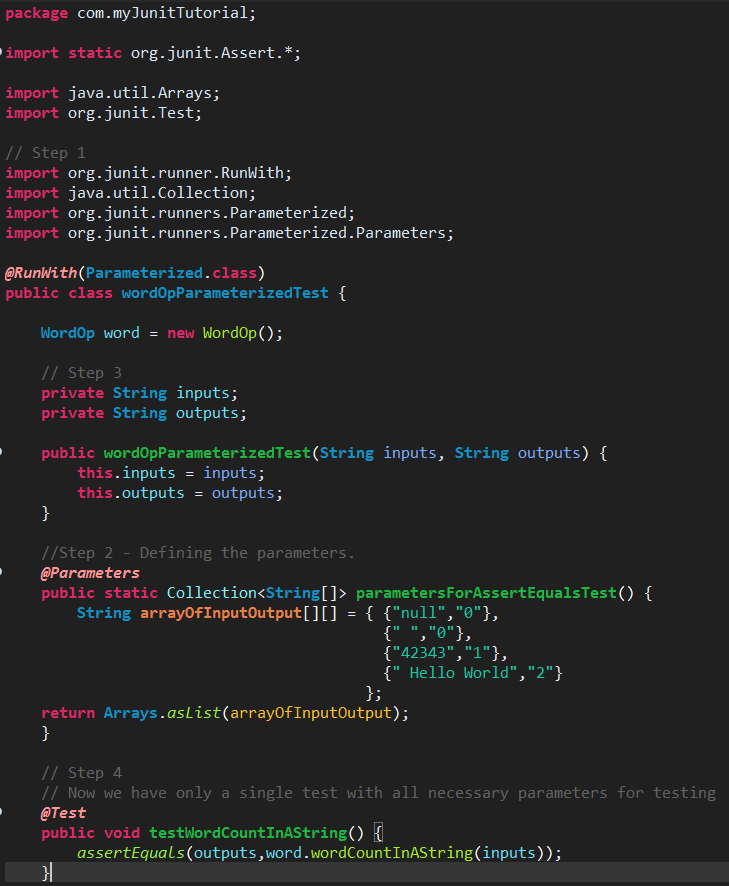 package com.myJunitTutorial;
import static org.junit.Assert.*;
import java.util.Arrays;
import org.junit.Test;
// Step 1
import org.junit.runner.RunWith;
import java.util.Collection;
import org.junit.runners.Parameterized;
import org.junit.runners.Parameterized.Parameters;
@RunWith(Parameterized.class)
public class wordOpParameterizedTest {
WordOp word = new WordOp();
// Step 3
private String inputs;
private String outputs;
public wordOpParameterizedTest(String inputs, String outputs) {
this.inputs = inputs;
this.outputs = outputs;
}
//Step 2 - Defining the parameters.
@Parameters
public static Collection<String[]> parametersForAssertEqualsTest() {
String arrayOfInputOutput[][] = { {"null","0"},
{" ","0"},
{"42343","1"},
{" Hello World","2"}
};
return Arrays.asList(arrayOfInputOutput);
}
// Step 4
// Now we have only a single test with all necessary parameters for testing
@Test
public void testWordCountInAString() {
assertEquals(outputs,word.wordCountInAString(inputs));
}